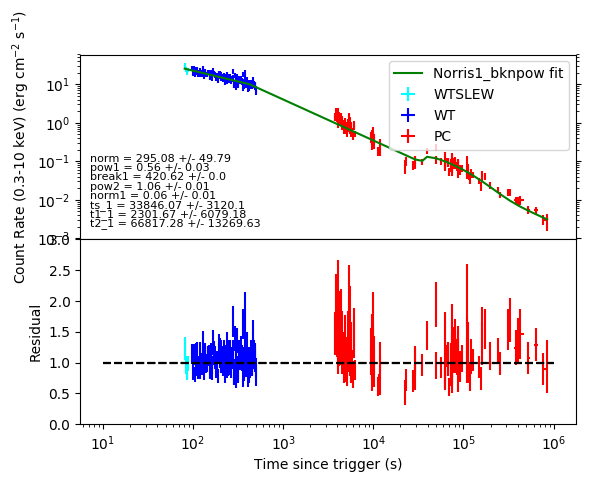 Count Rate (0.3-10 keV) (erg cm⁻² s⁻¹)
10¹
10⁰
10⁻¹
10⁻²
10⁻³
Norris1_bknpow fit
WTSLEW
WT
PC
norm = 295.08 +/- 49.79
pow1 = 0.56 +/- 0.03
break1 = 420.62 +/- 0.0
pow2 = 1.06 +/- 0.01
norm1 = 0.06 +/- 0.01
ts_1 = 33846.07 +/- 3120.1
t1_1 = 2301.67 +/- 6079.18
t2_1 = 66817.28 +/- 13269.63
Residual
3.0
2.5
2.0
1.5
1.0
0.5
0.0
10¹ 10² 10³ 10⁴ 10⁵ 10⁶
Time since trigger (s)